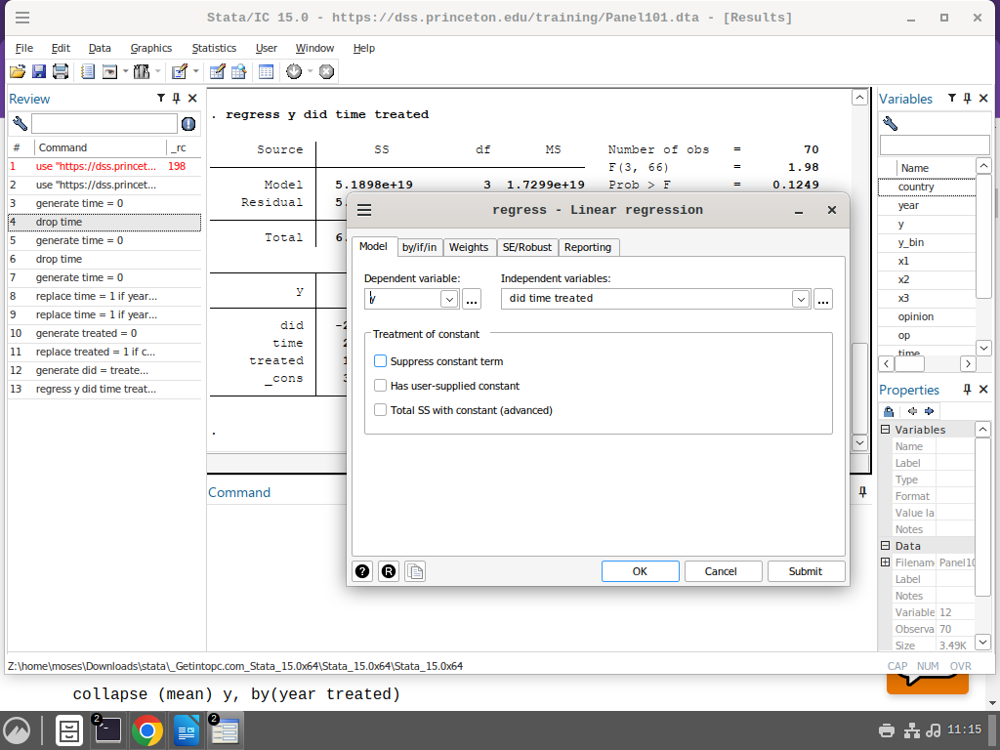 Stata/IC 15.0 - https://dss.princeton.edu/training/Panel101.dta - [Results]
File Edit Data Graphics Statistics User Window Help
Review
# Command _rc
1 use "https://dss.princet... 198
2 use "https://dss.princet...
3 generate time = 0
4 drop time
5 generate time = 0
6 drop time
7 generate time = 0
8 replace time = 1 if year...
9 replace time = 1 if year...
10 generate treated = 0
11 replace treated = 1 if c...
12 generate did = treate...
13 regress y did time treat...
. regress y did time treated
Source SS df MS Number of obs = 70
F(3, 66) = 1.98
Model 5.1898e+19 3 1.7299e+19 Prob > F = 0.1249
Residual 5.
Total 6.
y
did -2
time 2
treated 1
_cons 3
.
Command
regress - Linear regression
Model by/if/in Weights SE/Robust Reporting
Dependent variable: Independent variables:
y ... did time treated ...
Treatment of constant
Suppress constant term
Has user-supplied constant
Total SS with constant (advanced)
? R OK Cancel Submit
Variables
Name
country
year
y
y_bin
x1
x2
x3
opinion
op
time
Properties
Variables
Name
Label
Type
Format
Value la
Notes
Data
Filenam Panel10
Label
Notes
Variable 12
Observa 70
Size 3.49K
Z:\home\moses\Downloads\stata\_Getintopc.com_Stata_15.0x64\Stata_15.0x64\Stata_15.0x64
CAP NUM OVR
collapse (mean) y, by(year treated)
2 2 11:15